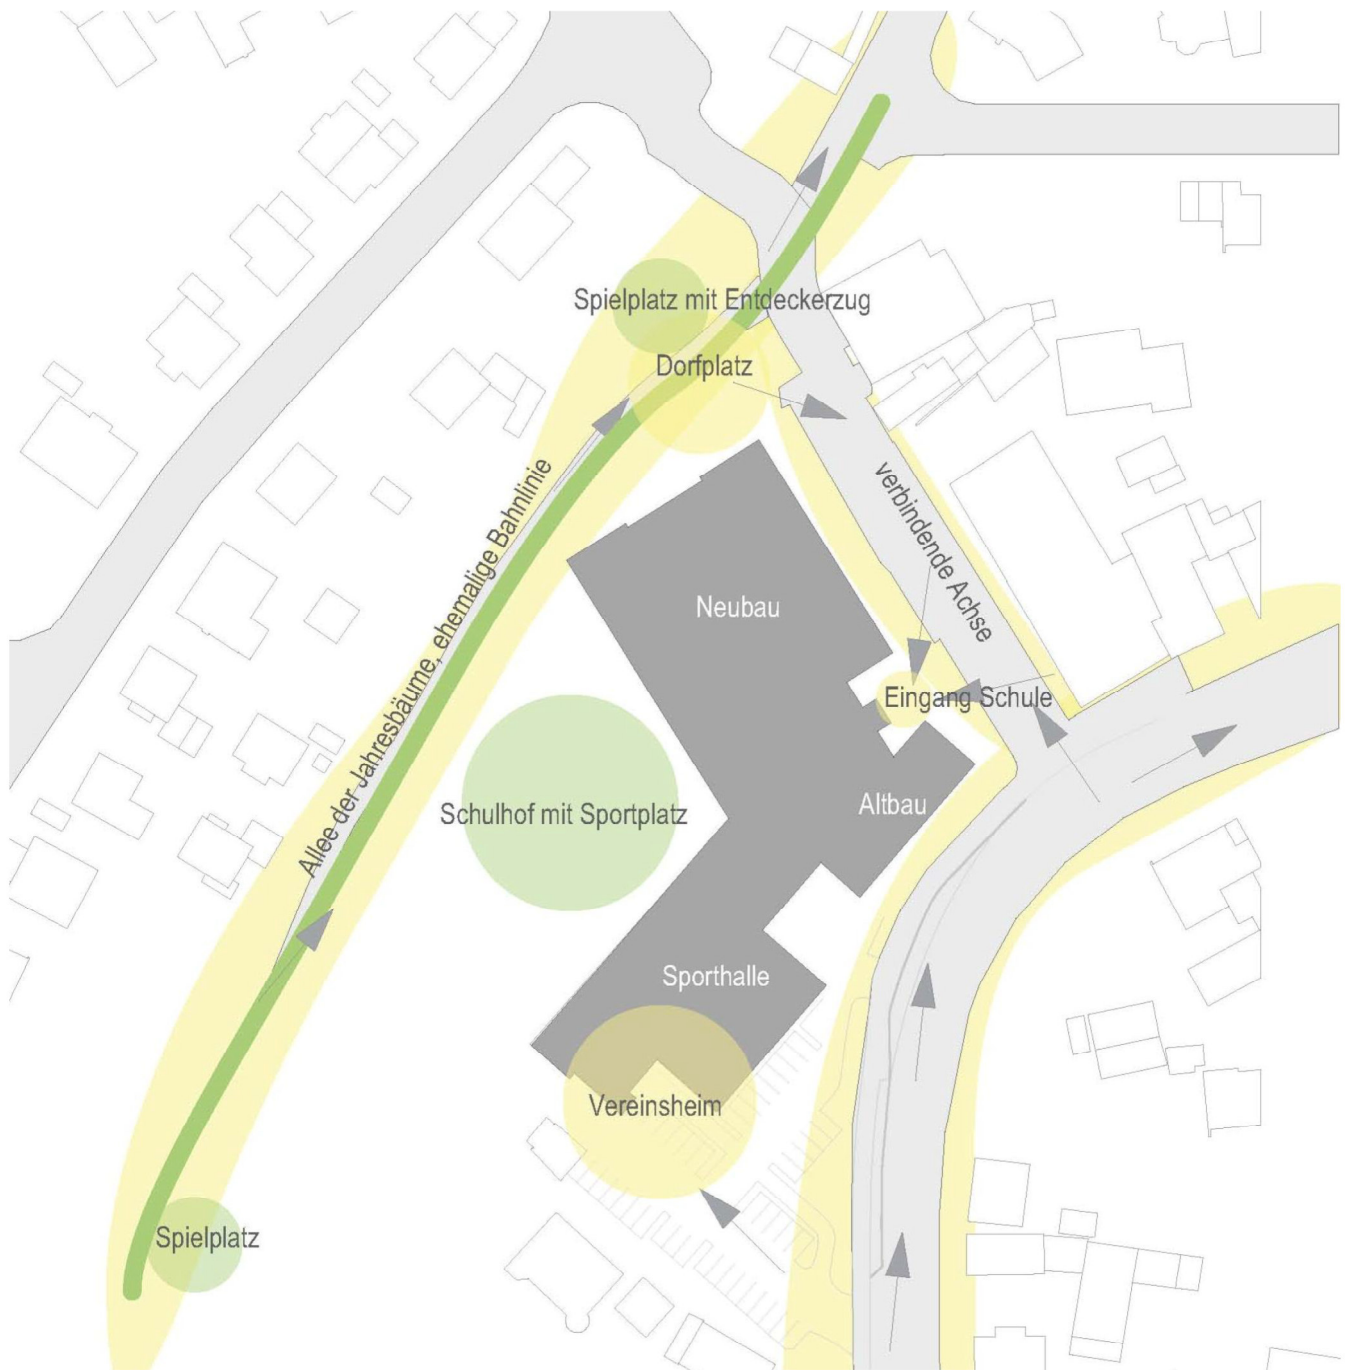 Spielplatz mit Entdeckerzug
Dorfplatz
Allee der Jahresbäume, ehemalige Bahnlinie
verbindende Achse
Neubau
Eingang Schule
Altbau
Schulhof mit Sportplatz
Sporthalle
Vereinsheim
Spielplatz